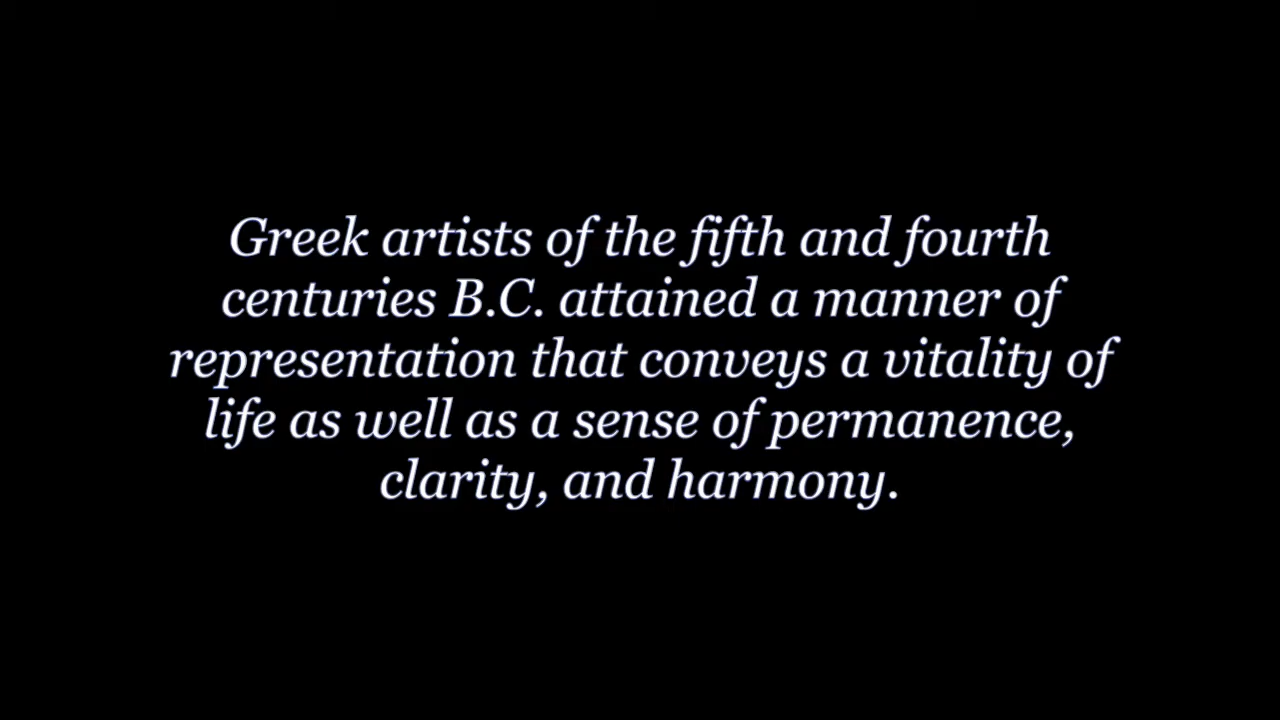 Greek artists of the fifth and fourth
centuries B.C. attained a manner of
representation that conveys a vitality of
life as well as a sense of permanence,
clarity, and harmony.